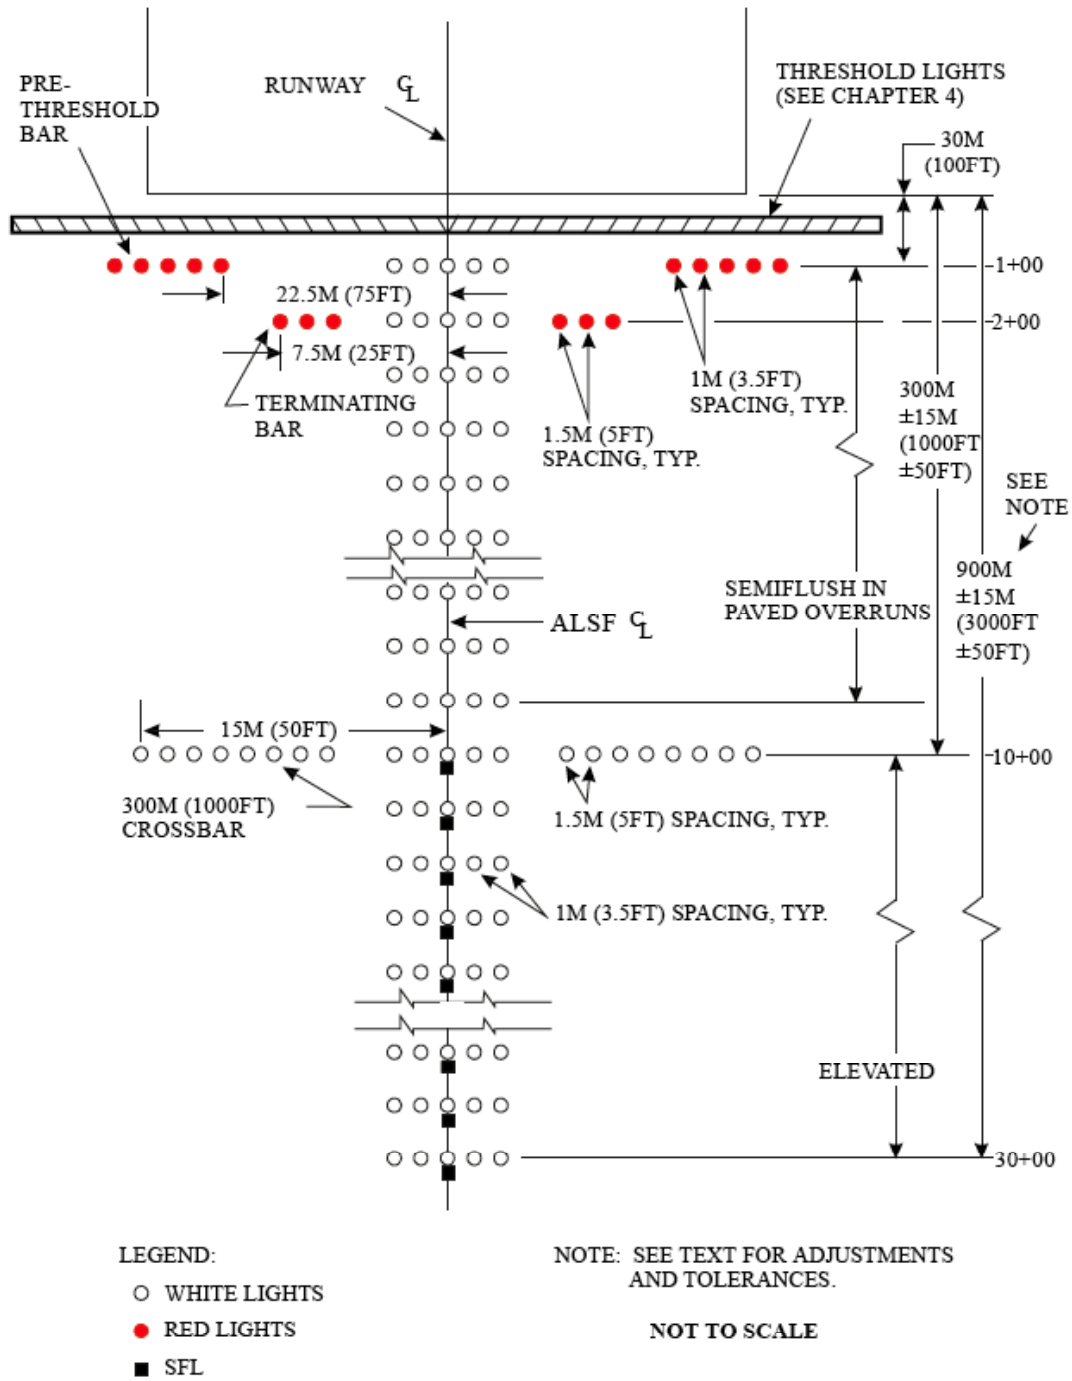 PRE-
THRESHOLD
BAR
RUNWAY ℄
THRESHOLD LIGHTS
(SEE CHAPTER 4)
30M
(100FT)
1+00
22.5M (75FT)
2+00
7.5M (25FT)
TERMINATING
BAR
1M (3.5FT)
SPACING, TYP.
1.5M (5FT)
SPACING, TYP.
300M
±15M
(1000FT
±50FT)
SEE
NOTE
900M
±15M
(3000FT
±50FT)
SEMIFLUSH IN
PAVED OVERRUNS
ALSF ℄
15M (50FT)
10+00
300M (1000FT)
CROSSBAR
1.5M (5FT) SPACING, TYP.
1M (3.5FT) SPACING, TYP.
ELEVATED
30+00
LEGEND:
WHITE LIGHTS
RED LIGHTS
SFL
NOTE: SEE TEXT FOR ADJUSTMENTS
AND TOLERANCES.
NOT TO SCALE